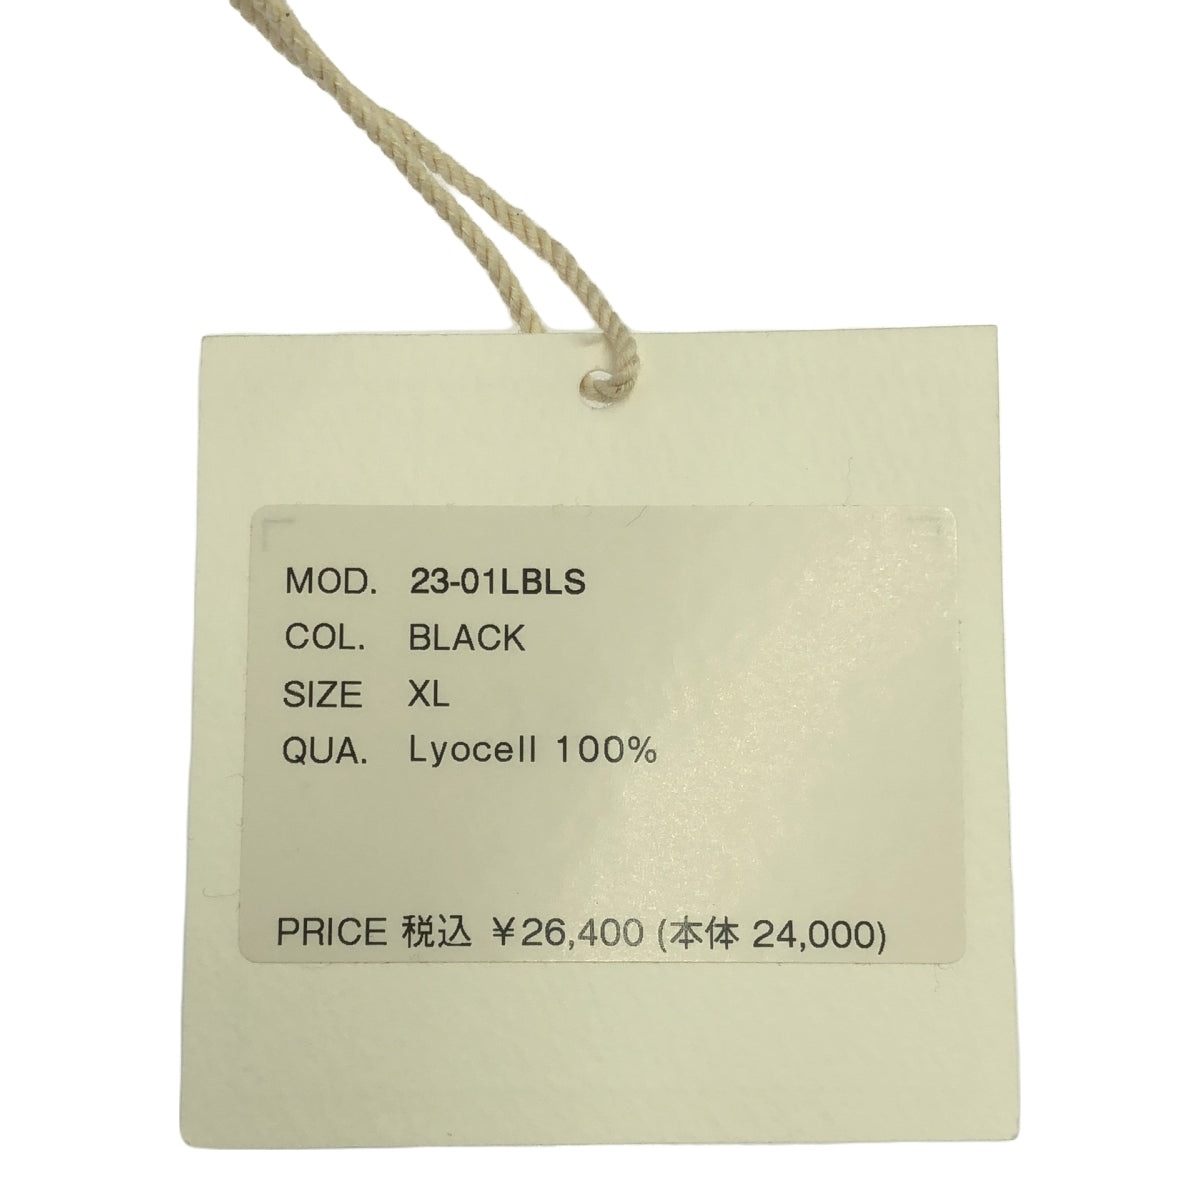 MOD. 23-01LBLS
COL. BLACK
SIZE XL
QUA. Lyocell 100%
PRICE 税込 ￥26,400 (本体 24,000)